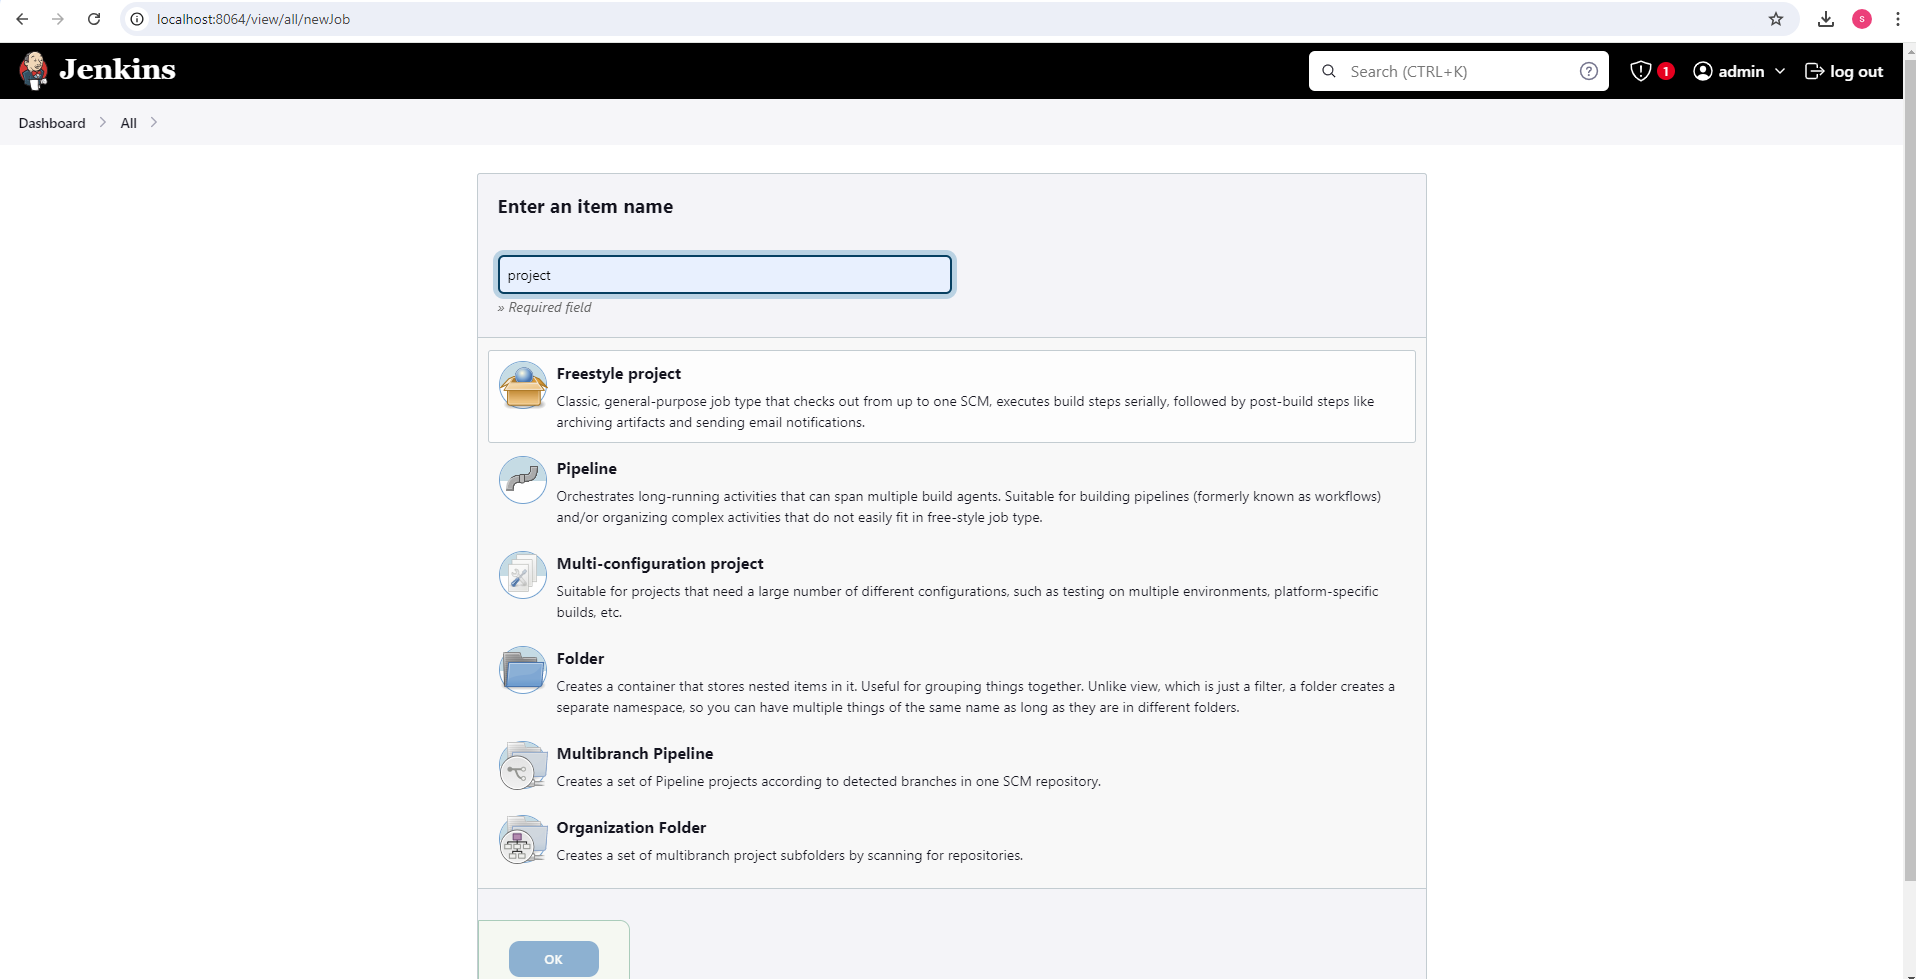 localhost:8064/view/all/newJob
S
Jenkins
Search (CTRL+K)
?
1
admin
log out
Dashboard
All
Enter an item name
project
» Required field
Freestyle project
Classic, general-purpose job type that checks out from up to one SCM, executes build steps serially, followed by post-build steps like
archiving artifacts and sending email notifications.
Pipeline
Orchestrates long-running activities that can span multiple build agents. Suitable for building pipelines (formerly known as workflows)
and/or organizing complex activities that do not easily fit in free-style job type.
Multi-configuration project
Suitable for projects that need a large number of different configurations, such as testing on multiple environments, platform-specific
builds, etc.
Folder
Creates a container that stores nested items in it. Useful for grouping things together. Unlike view, which is just a filter, a folder creates a
separate namespace, so you can have multiple things of the same name as long as they are in different folders.
Multibranch Pipeline
Creates a set of Pipeline projects according to detected branches in one SCM repository.
Organization Folder
Creates a set of multibranch project subfolders by scanning for repositories.
OK